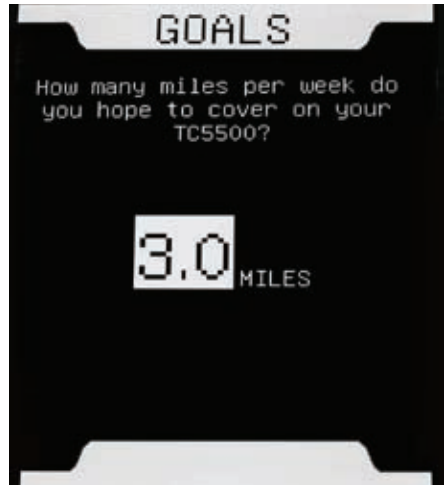 GOALS
How many miles per week do
you hope to cover on your
TC5500?
3.0 MILES